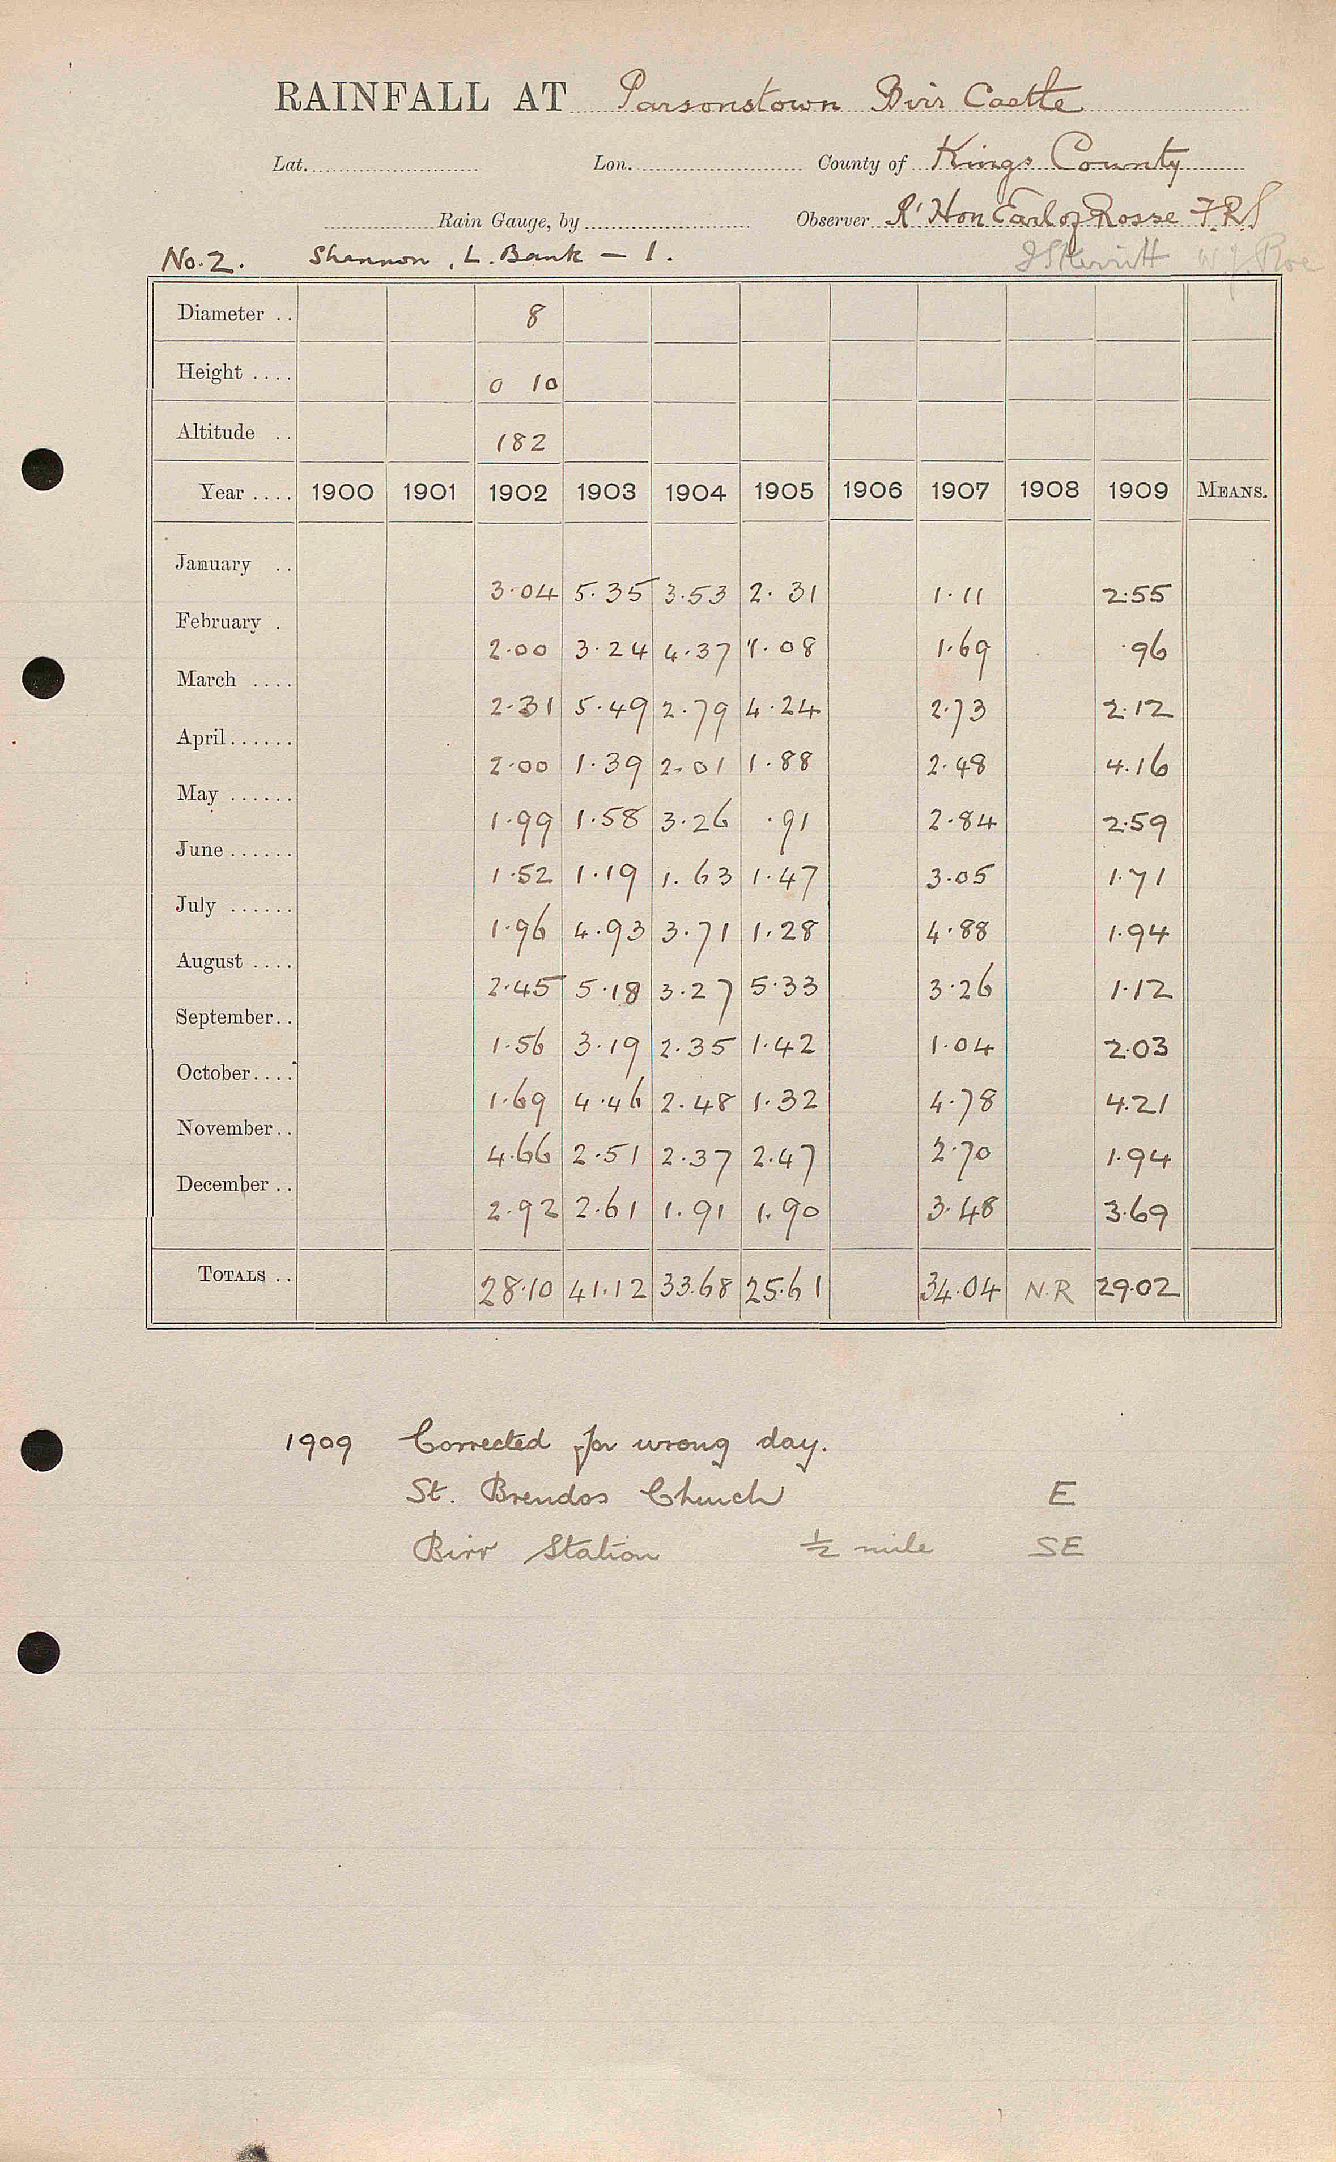 RAINFALL AT Parsonstown Birr Castle
Lat. Lon. County of Kings County
Rain Gauge, by Observer Rt Hon Earl of Rosse F.R.S
No. 2. Shannon, L. Bank – 1. W. J. Roe
Diameter .. 8
Height .... 0 10
Altitude .. 182
Year .... 1900 1901 1902 1903 1904 1905 1906 1907 1908 1909 MEANS.
January .. 3.04 5.35 3.53 2.31 1.11 2.55
February . 2.00 3.24 4.37 1.08 1.69 .96
March .... 2.31 5.49 2.79 4.24 2.73 2.12
April...... 2.00 1.39 2.01 1.88 2.48 4.16
May ...... 1.99 1.58 3.26 .91 2.84 2.59
June...... 1.52 1.19 1.63 1.47 3.05 1.71
July ...... 1.96 4.93 3.71 1.28 4.88 1.94
August .... 2.45 5.18 3.27 5.33 3.26 1.12
September.. 1.56 3.19 2.35 1.42 1.04 2.03
October.... 1.69 4.46 2.48 1.32 4.78 4.21
November.. 4.66 2.51 2.37 2.47 2.70 1.94
December .. 2.92 2.61 1.91 1.90 3.48 3.69
TOTALS .. 28.10 41.12 33.68 25.61 34.04 N.R 29.02
1909 Corrected for wrong day.
St. Brendos Church E
Birr Station ½ mile SE